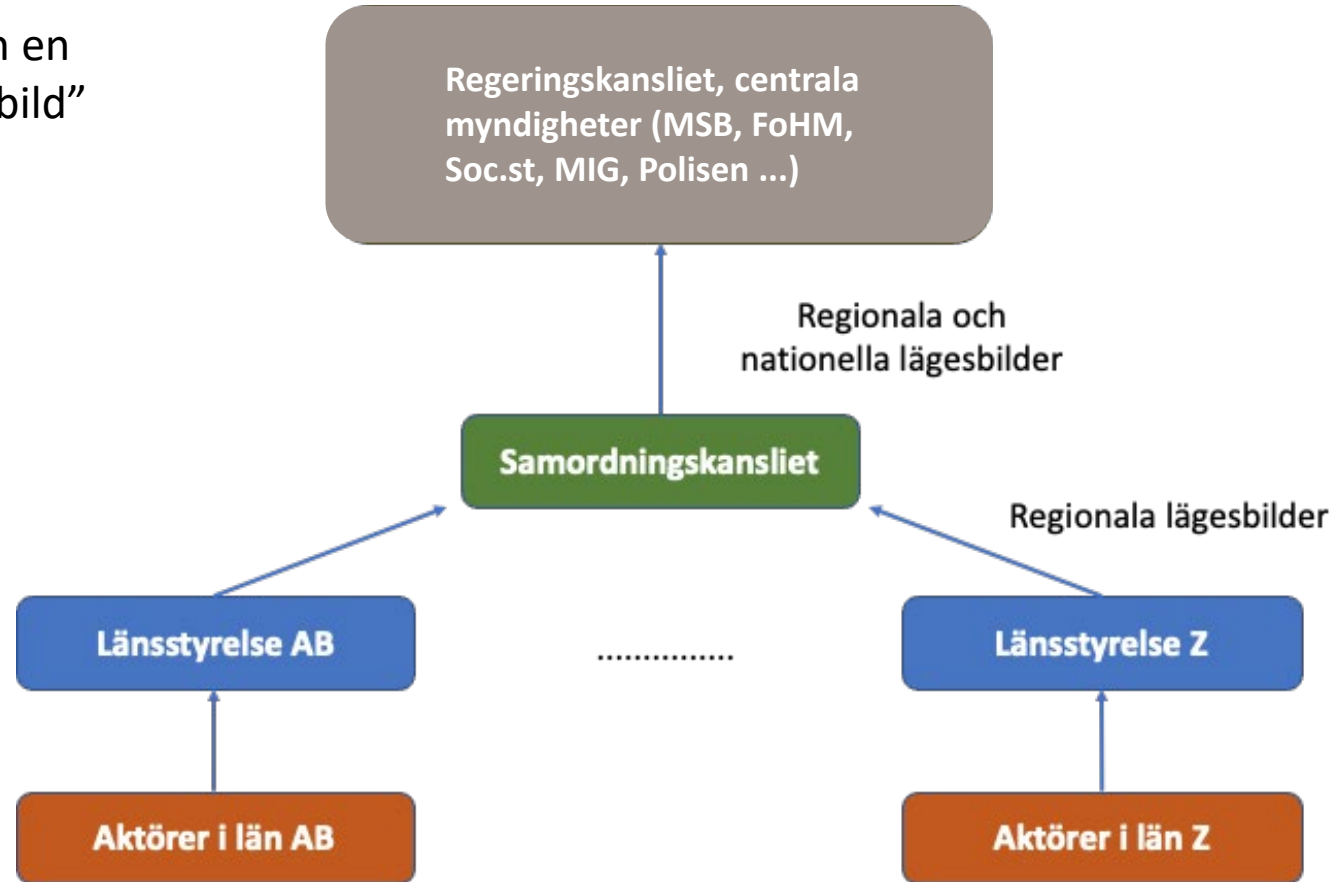 n en
bild”
Regeringskansliet, centrala
myndigheter (MSB, FoHM,
Soc.st, MIG, Polisen ...)
Regionala och
nationella lägesbilder
Samordningskansliet
Regionala lägesbilder
Länsstyrelse AB
...............
Länsstyrelse Z
Aktörer i län AB
Aktörer i län Z